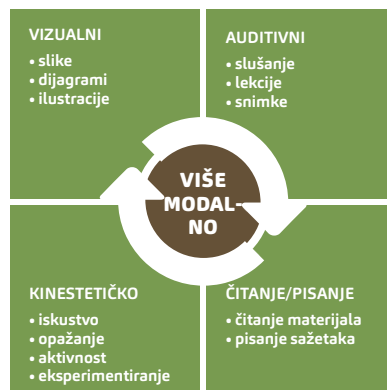 VIZUALNI
• slike
• dijagrami
• ilustracije
AUDITIVNI
• slušanje
• lekcije
• snimke
VIŠE
MODAL-
NO
KINESTETIČKO
• iskustvo
• opažanje
• aktivnost
• eksperimentiranje
ČITANJE/PISANJE
• čitanje materijala
• pisanje sažetaka